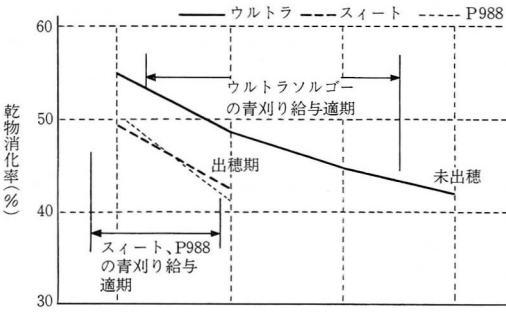 ウルトラ スィート P988
60
ウルトラソルゴー
の青刈り給与適期
乾物消化率(%)
50
出穂期
未出穂
40
スィート、P988
の青刈り給与
適期
30